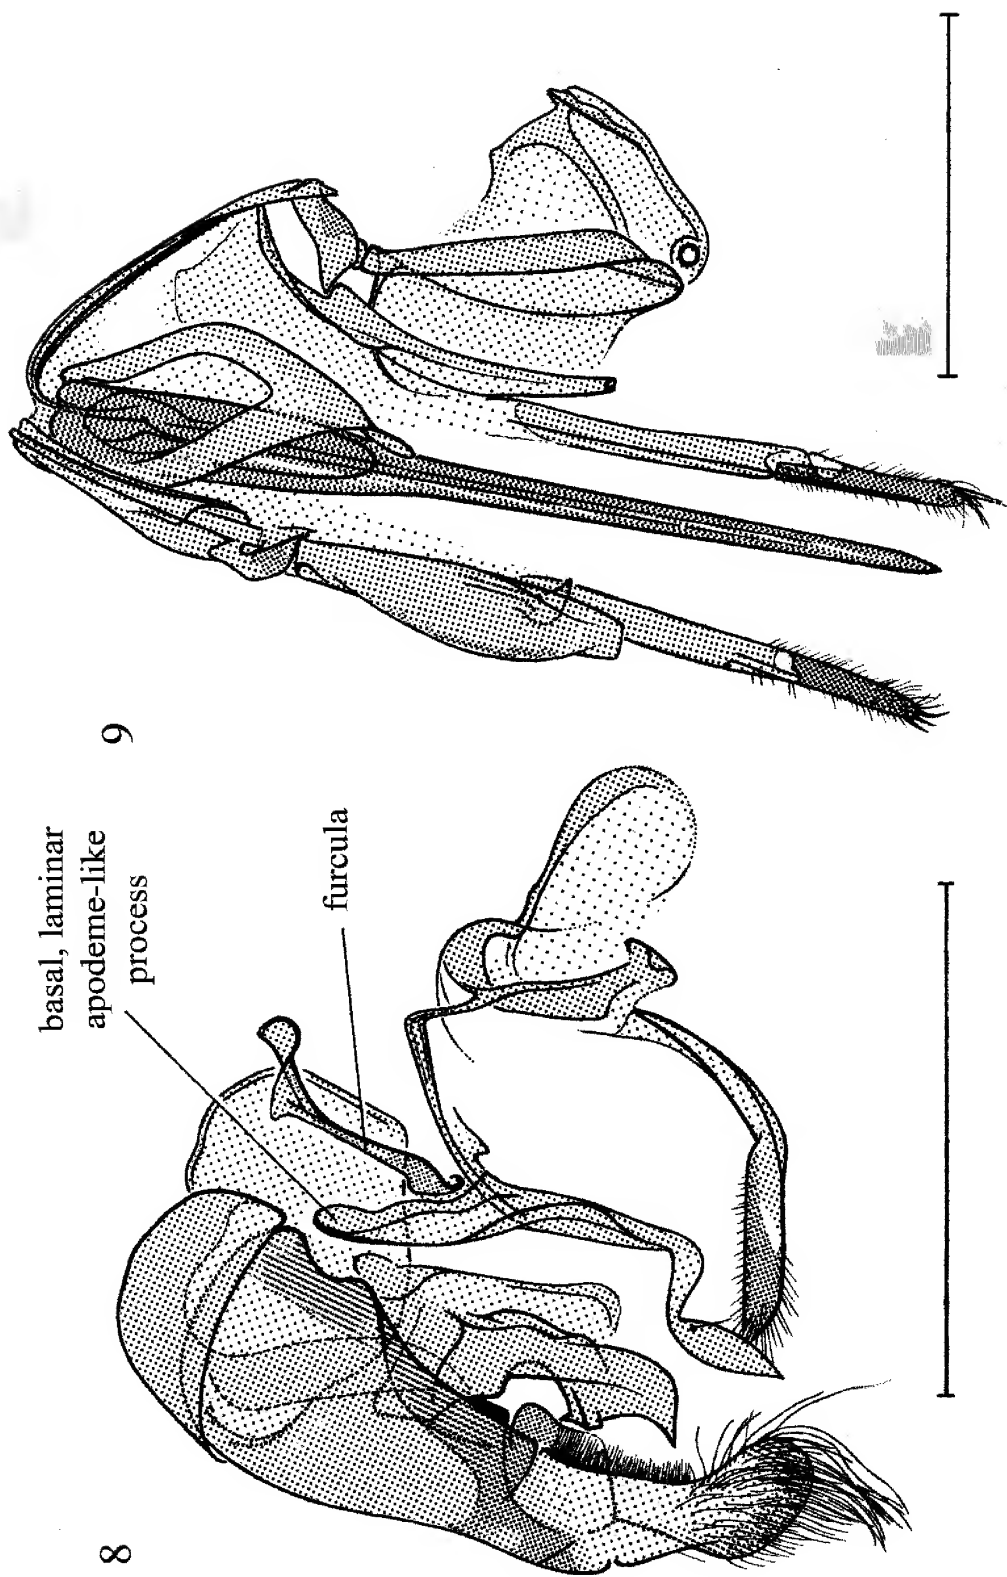 8
basal, laminar
apodeme-like
process
furcula
9